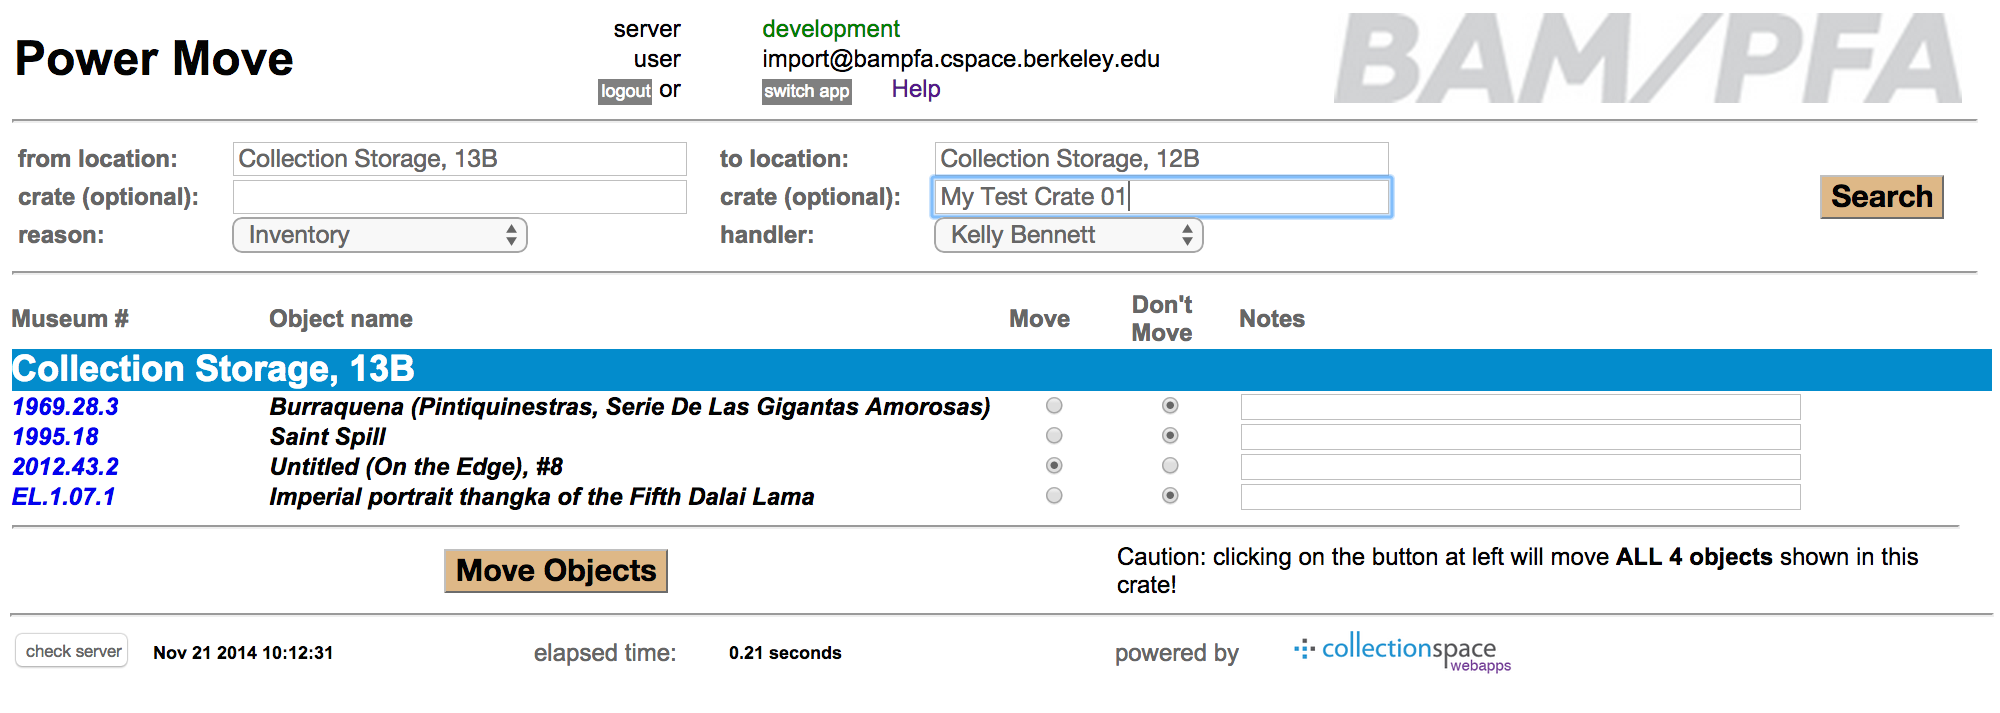 Power Move
server development
user import@bampfa.cspace.berkeley.edu
logout or switch app Help
BAM/PFA
from location: Collection Storage, 13B to location: Collection Storage, 12B
crate (optional): crate (optional): My Test Crate 01
Search
reason: Inventory handler: Kelly Bennett
Museum # Object name Move Don't Move Notes
Collection Storage, 13B
1969.28.3 Burraquena (Pintiquinestras, Serie De Las Gigantas Amorosas)
1995.18 Saint Spill
2012.43.2 Untitled (On the Edge), #8
EL.1.07.1 Imperial portrait thangka of the Fifth Dalai Lama
Move Objects
Caution: clicking on the button at left will move ALL 4 objects shown in this
crate!
check server Nov 21 2014 10:12:31 elapsed time: 0.21 seconds powered by collectionspace
webapps